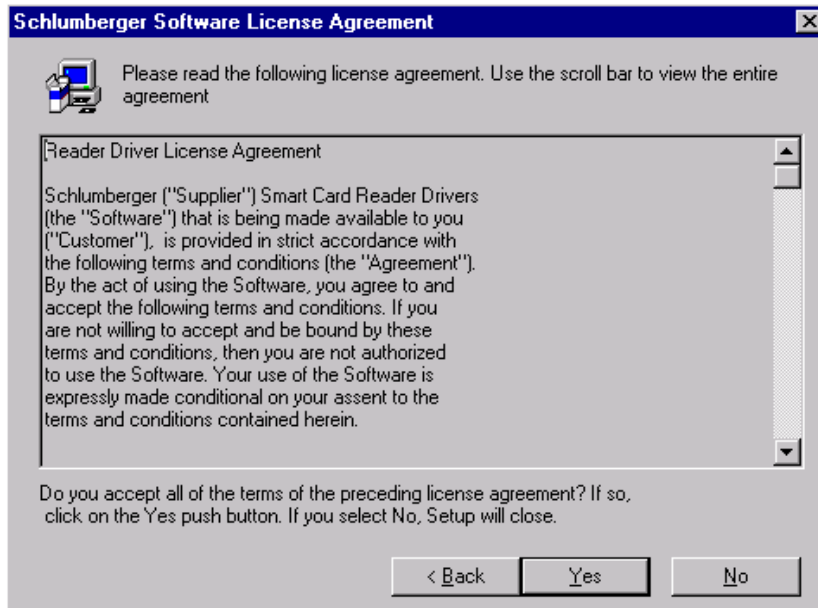 Schlumberger Software License Agreement
Please read the following license agreement. Use the scroll bar to view the entire
agreement
Reader Driver License Agreement
Schlumberger ("Supplier") Smart Card Reader Drivers
(the "Software") that is being made available to you
("Customer"),  is provided in strict accordance with
the following terms and conditions (the "Agreement").
By the act of using the Software, you agree to and
accept the following terms and conditions. If you
are not willing to accept and be bound by these
terms and conditions, then you are not authorized
to use the Software. Your use of the Software is
expressly made conditional on your assent to the
terms and conditions contained herein.
Do you accept all of the terms of the preceding license agreement? If so,
click on the Yes push button. If you select No, Setup will close.
< Back Yes No